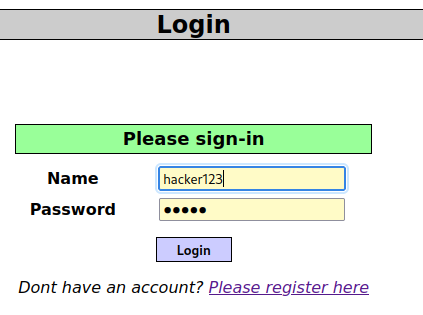 Login
Please sign-in
Name hacker123
Password •••••
Login
Dont have an account? Please register here